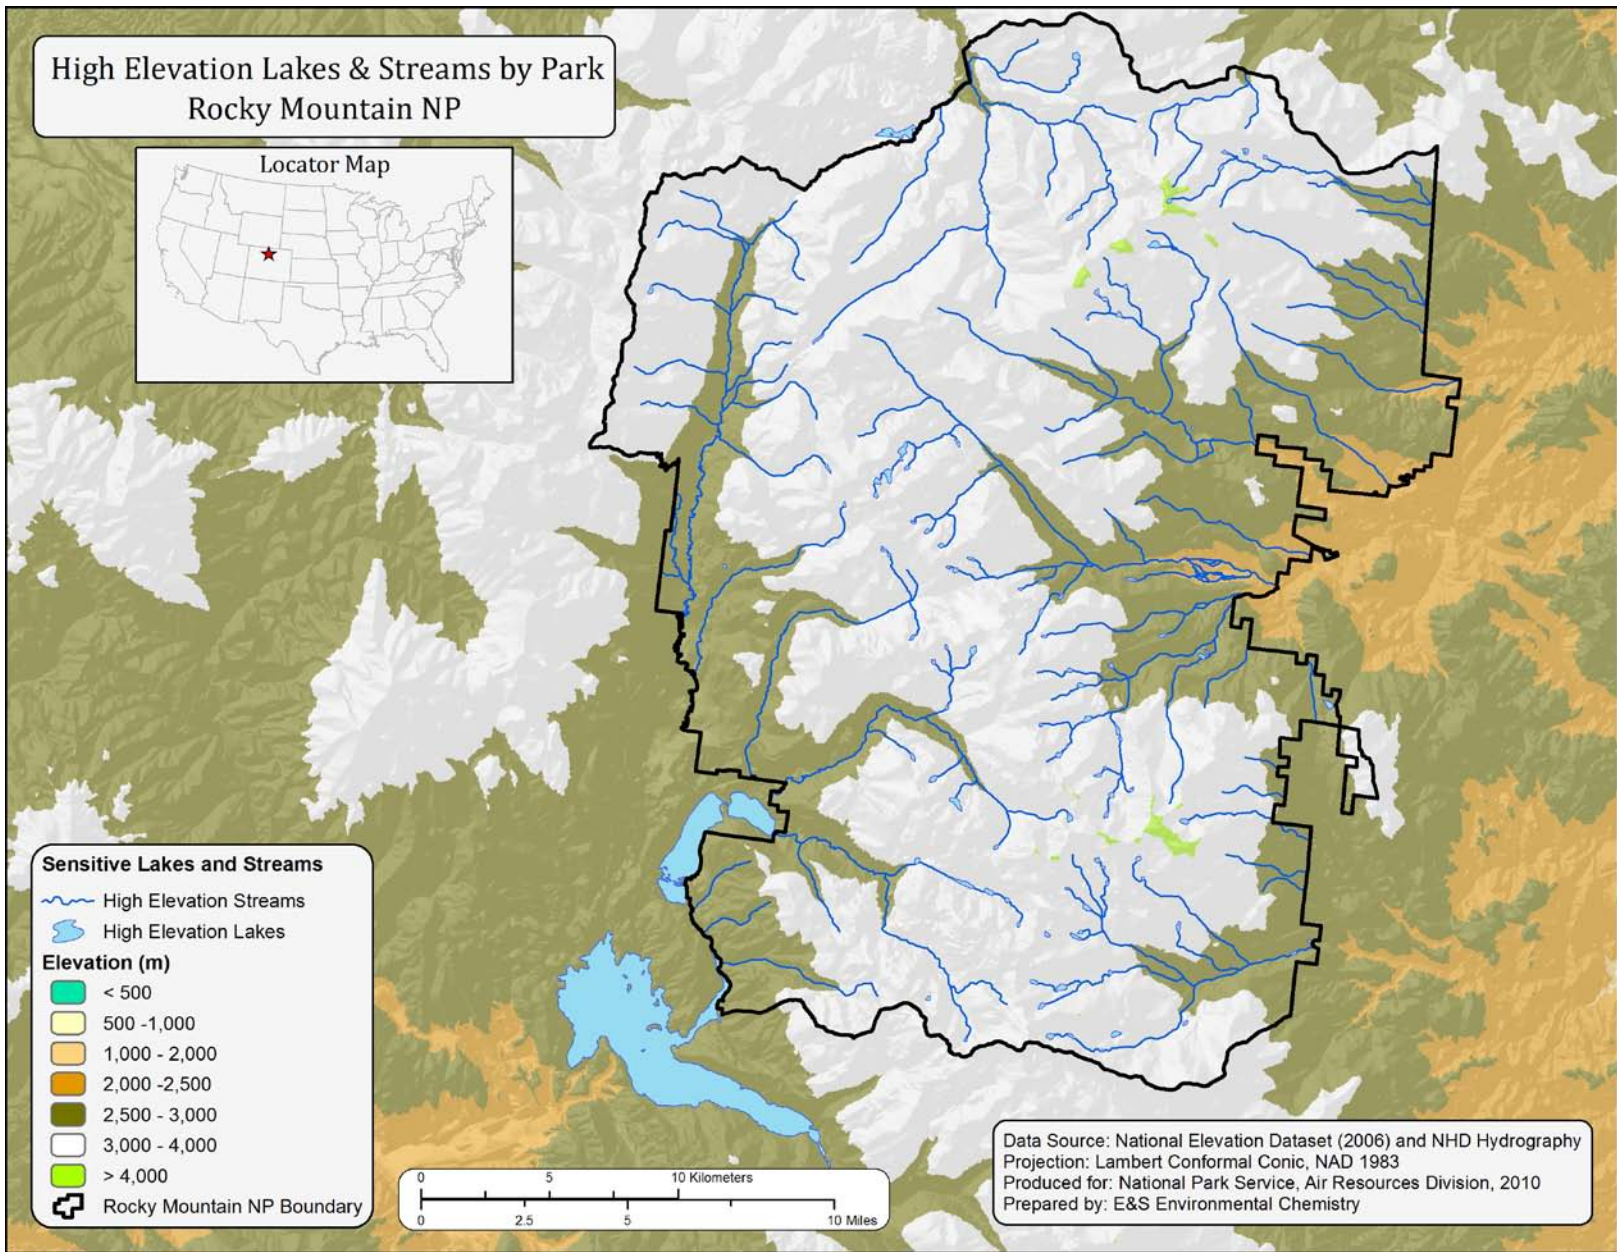 High Elevation Lakes & Streams by Park
Rocky Mountain NP
Locator Map
Sensitive Lakes and Streams
High Elevation Streams
High Elevation Lakes
Elevation (m)
< 500
500 -1,000
1,000 - 2,000
2,000 -2,500
2,500 - 3,000
3,000 - 4,000
> 4,000
Rocky Mountain NP Boundary
0 5 10 Kilometers
0 2.5 5 10 Miles
Data Source: National Elevation Dataset (2006) and NHD Hydrography
Projection: Lambert Conformal Conic, NAD 1983
Produced for: National Park Service, Air Resources Division, 2010
Prepared by: E&S Environmental Chemistry